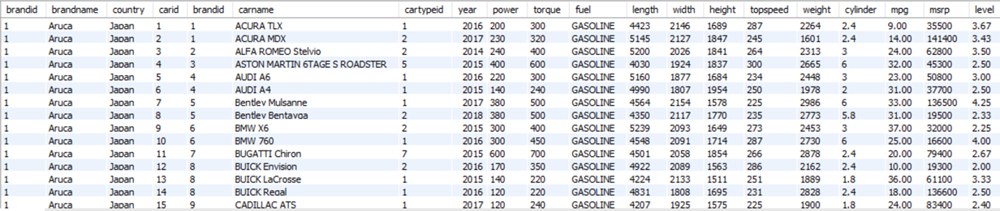 brandid brandname country carid brandid carname cartypeid year power torque fuel length width height topspeed weight cylinder mpg msrp level
1 Aruca Japan 1 1 ACURA TLX 1 2016 200 300 GASOLINE 4423 2146 1689 287 2264 2.4 9.00 35500 3.67
1 Aruca Japan 2 1 ACURA MDX 2 2017 230 320 GASOLINE 5145 2127 1847 245 1601 2.4 14.00 141400 3.43
1 Aruca Japan 3 2 ALFA ROMEO Stelvio 2 2014 240 400 GASOLINE 5200 2026 1841 264 2313 3 24.00 62800 3.50
1 Aruca Japan 4 3 ASTON MARTIN 6TAGE S ROADSTER 5 2015 400 600 GASOLINE 4030 1924 1837 300 2665 6 32.00 45300 2.50
1 Aruca Japan 5 4 AUDI A6 1 2016 220 300 GASOLINE 5160 1877 1684 234 2448 3 23.00 50800 3.00
1 Aruca Japan 6 4 AUDI A4 1 2015 140 240 GASOLINE 4990 1807 1954 250 1978 2 31.00 37700 2.50
1 Aruca Japan 7 5 Bentley Mulsanne 1 2017 380 500 GASOLINE 4564 2154 1578 225 2986 6 33.00 136500 4.25
1 Aruca Japan 8 5 Bentley Bentayga 2 2018 380 500 GASOLINE 4350 2117 1770 235 2773 5.8 31.00 19500 2.33
1 Aruca Japan 9 6 BMW X6 2 2015 300 400 GASOLINE 5239 2093 1649 273 2453 3 37.00 32000 2.25
1 Aruca Japan 10 6 BMW 760 1 2016 300 450 GASOLINE 4548 2091 1714 287 2730 6 25.00 16600 4.00
1 Aruca Japan 11 7 BUGATTI Chiron 7 2015 600 700 GASOLINE 4501 2058 1854 266 2878 2.4 20.00 79400 2.67
1 Aruca Japan 12 8 BUICK Envision 2 2016 170 350 GASOLINE 4922 2089 1563 286 2162 2.4 10.00 19300 2.00
1 Aruca Japan 13 8 BUICK LaCrosse 1 2015 140 220 GASOLINE 4224 2133 1511 251 1889 1.8 36.00 61100 3.33
1 Aruca Japan 14 8 BUICK Regal 1 2016 120 220 GASOLINE 4831 1808 1695 231 2828 2.4 18.00 136600 2.50
1 Aruca Japan 15 9 CADILLAC ATS 1 2017 120 240 GASOLINE 4207 1925 1575 225 1900 1.8 24.00 83400 2.40